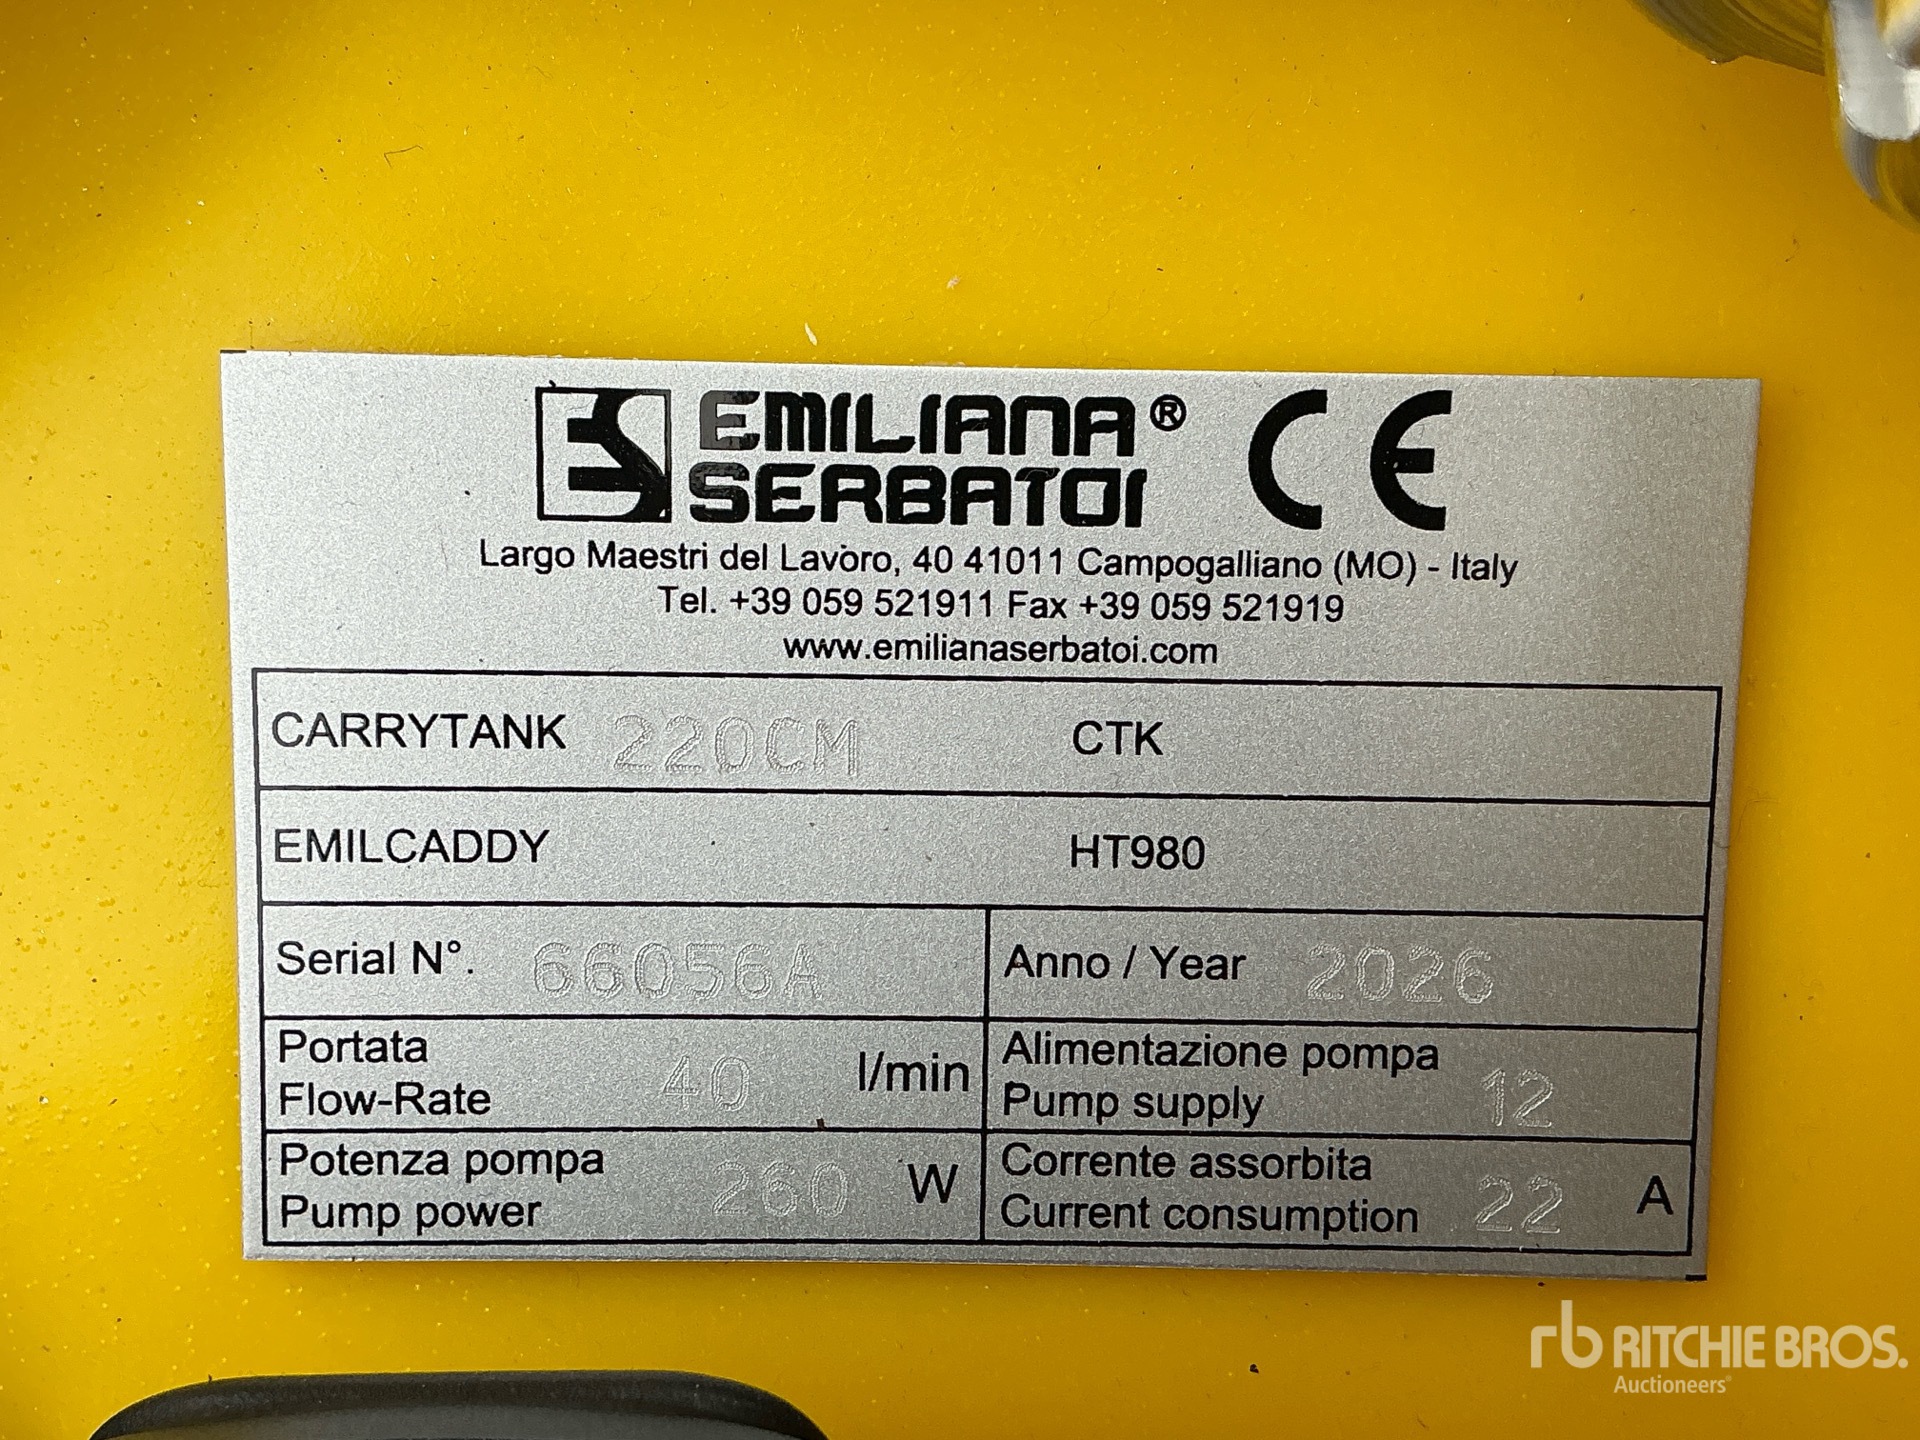 ES EMILIANA® CE
SERBATOI
Largo Maestri del Lavoro, 40 41011 Campogalliano (MO) - Italy
Tel. +39 059 521911 Fax +39 059 521919
www.emilianaserbatoi.com
CARRYTANK 220CM CTK
EMILCADDY HT980
Serial N°. 66056A Anno / Year 2026
Portata
Flow-Rate 40 l/min
Alimentazione pompa
Pump supply 12
Potenza pompa
Pump power 260 W
Corrente assorbita
Current consumption 22 A
rb RITCHIE BROS.
Auctioneers